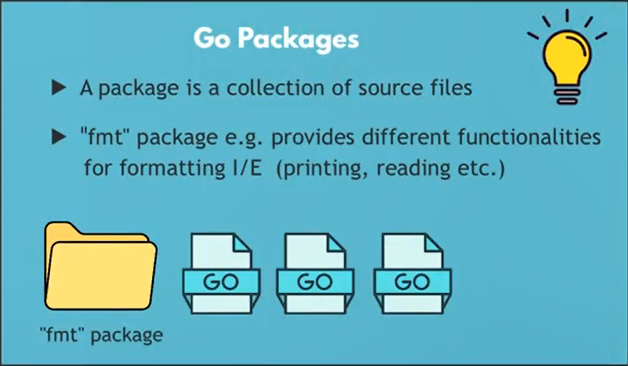 Go Packages
A package is a collection of source files
"fmt" package e.g. provides different functionalities
for formatting I/E (printing, reading etc.)
GO GO GO
"fmt" package